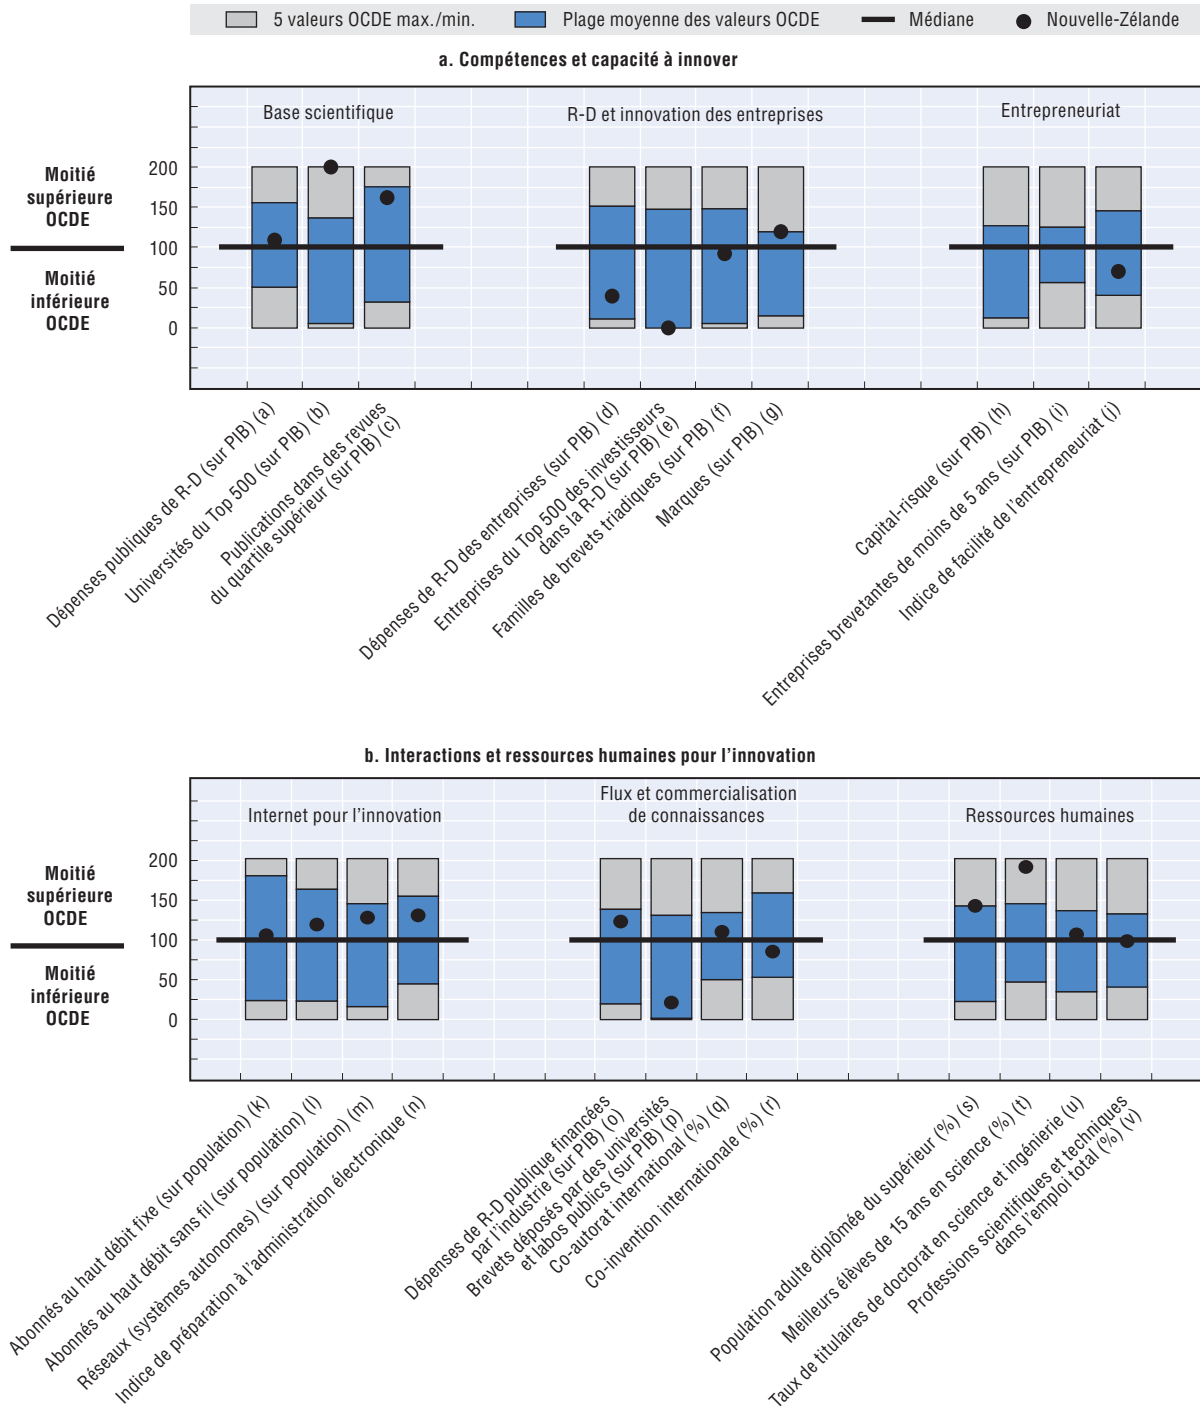 5 valeurs OCDE max./min.
Plage moyenne des valeurs OCDE
Médiane
Nouvelle-Zélande
a. Compétences et capacité à innover
Base scientifique
R-D et innovation des entreprises
Entrepreneuriat
Moitié
supérieure
OCDE
Moitié
inférieure
OCDE
200
150
100
50
0
Dépenses publiques de R-D (sur PIB) (a)
Universités du Top 500 (sur PIB) (b)
Publications dans des revues
du quartile supérieur (sur PIB) (c)
Dépenses de R-D des entreprises (sur PIB) (d)
Entreprises du Top 500 des investisseurs
dans la R-D (sur PIB) (e)
Familles de brevets triadiques (sur PIB) (f)
Marques (sur PIB) (g)
Capital-risque (sur PIB) (h)
Entreprises brevetantes de moins de 5 ans (sur PIB) (i)
Indice de facilité de l'entrepreneuriat (j)
b. Interactions et ressources humaines pour l'innovation
Internet pour l'innovation
Flux et commercialisation
de connaissances
Ressources humaines
Moitié
supérieure
OCDE
Moitié
inférieure
OCDE
200
150
100
50
0
Abonnés au haut débit fixe (sur population) (k)
Abonnés au haut débit sans fil (sur population) (l)
Réseaux (systèmes autonomes) (sur population) (m)
Indice de préparation à l'administration électronique (n)
Dépenses de R-D publique financées
par l'industrie (sur PIB) (o)
Brevets déposés par des universités
et labos publics (sur PIB) (p)
Co-autorat international (%) (q)
Co-invention internationale (%) (r)
Population adulte diplômée du supérieur (%) (s)
Meilleurs élèves de 15 ans en science (%) (t)
Taux de titulaires de doctorat en science et ingénierie (u)
Professions scientifiques et techniques
dans l'emploi total (%) (v)